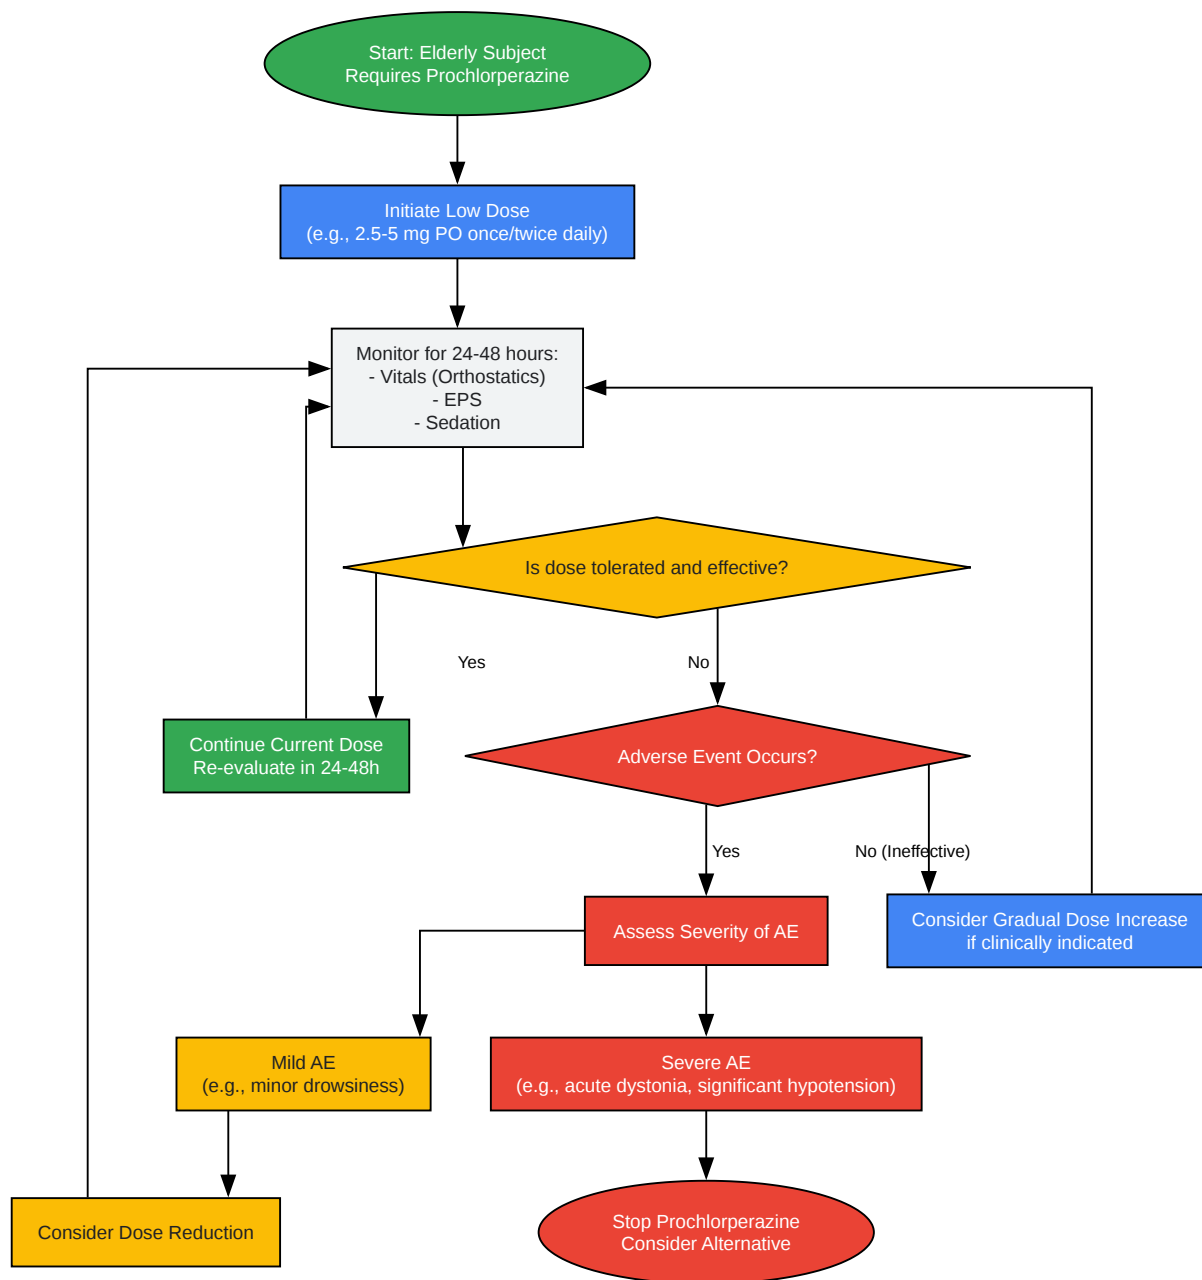 Start: Elderly Subject
Requires Prochlorperazine
Initiate Low Dose
(e.g., 2.5-5 mg PO once/twice daily)
Monitor for 24-48 hours:
- Vitals (Orthostatics)
- EPS
- Sedation
Is dose tolerated and effective?
Yes
No
Continue Current Dose
Re-evaluate in 24-48h
Adverse Event Occurs?
Yes
No (Ineffective)
Assess Severity of AE
Consider Gradual Dose Increase
if clinically indicated
Mild AE
(e.g., minor drowsiness)
Severe AE
(e.g., acute dystonia, significant hypotension)
Consider Dose Reduction
Stop Prochlorperazine
Consider Alternative